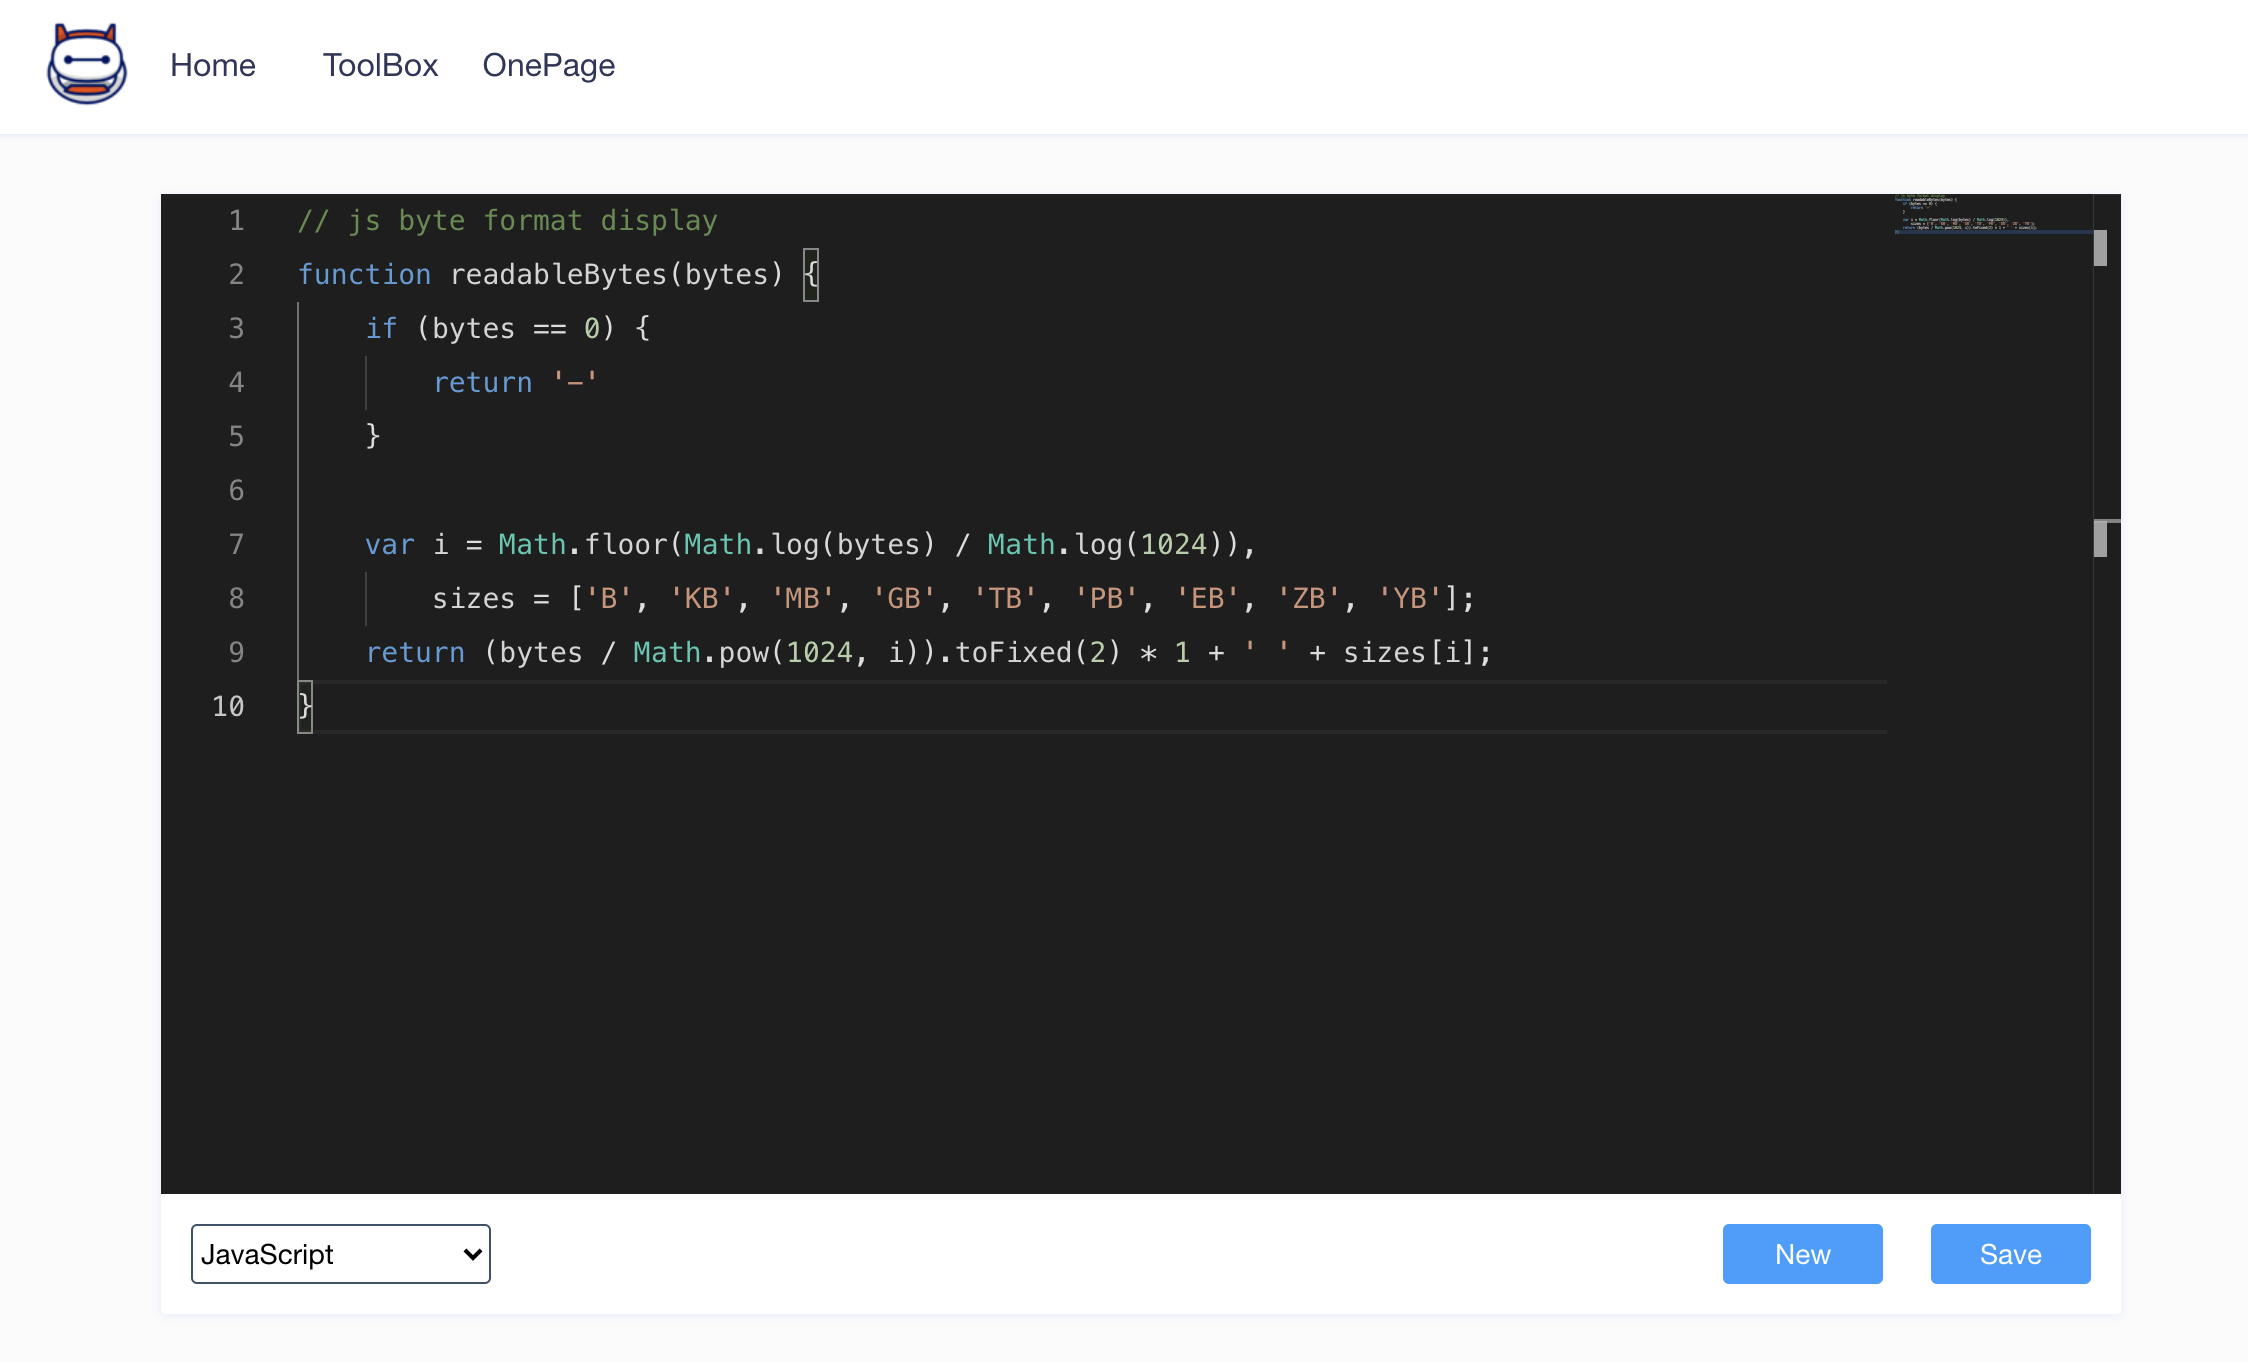 Home ToolBox OnePage
1 // js byte format display
2 function readableBytes(bytes) {
3 if (bytes == 0) {
4 return '-'
5 }
6
7 var i = Math.floor(Math.log(bytes) / Math.log(1024)),
8 sizes = ['B', 'KB', 'MB', 'GB', 'TB', 'PB', 'EB', 'ZB', 'YB'];
9 return (bytes / Math.pow(1024, i)).toFixed(2) * 1 + ' ' + sizes[i];
10 }
JavaScript New Save